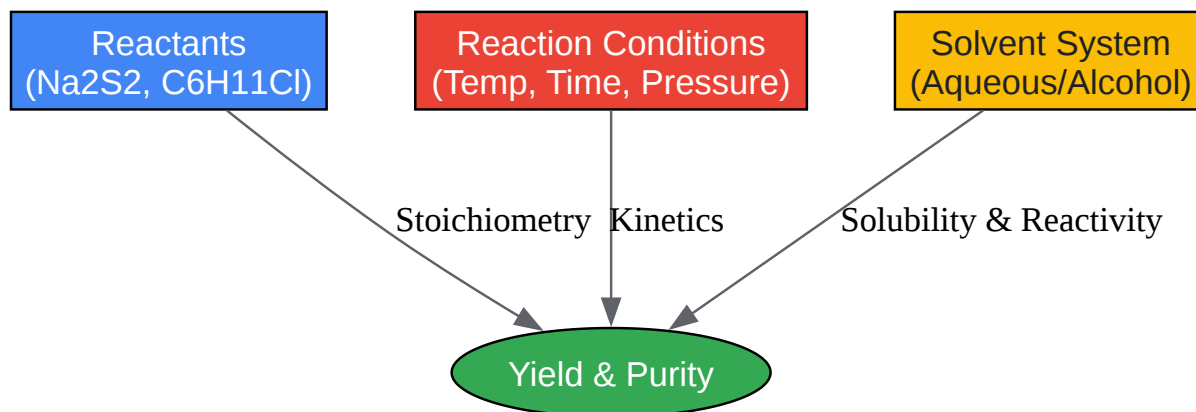 Reactants
(Na2S2, C6H11Cl)
Reaction Conditions
(Temp, Time, Pressure)
Solvent System
(Aqueous/Alcohol)
Stoichiometry
Kinetics
Solubility & Reactivity
Yield & Purity